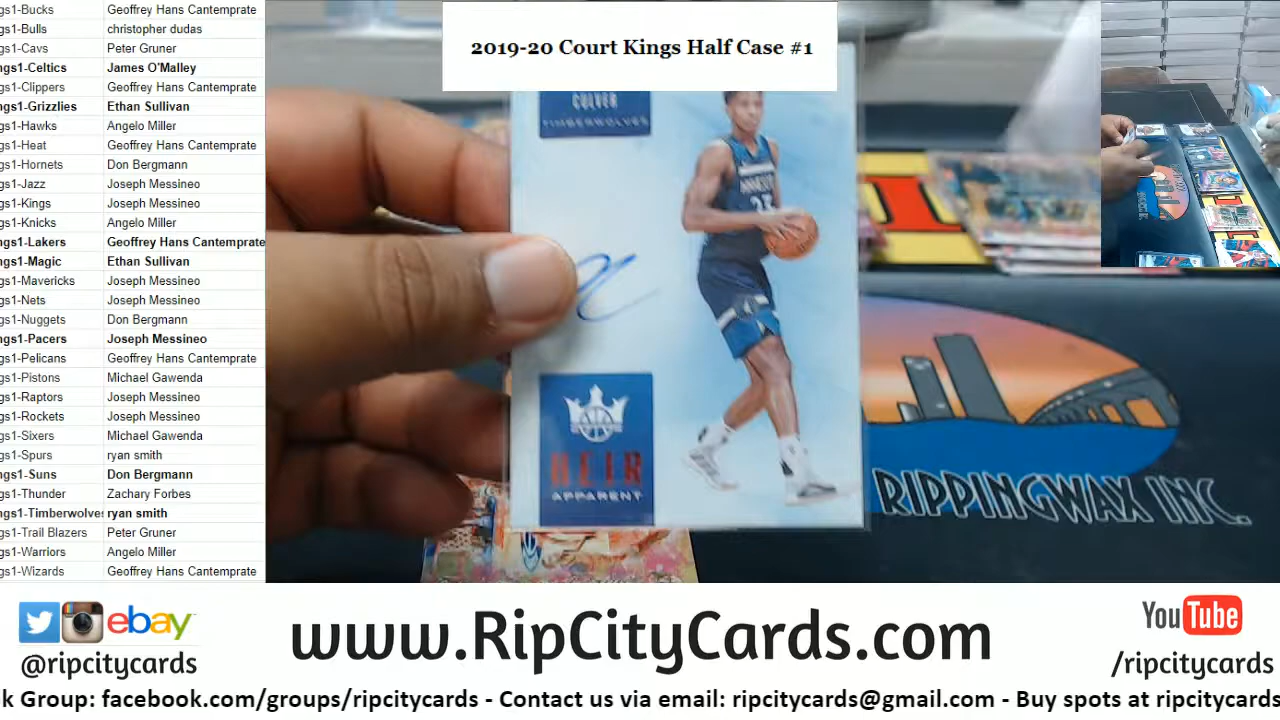 gs1-Bucks Geoffrey Hans Cantemprate
gs1-Bulls christopher dudas
gs1-Cavs Peter Gruner
ngs1-Celtics James O'Malley
gs1-Clippers Geoffrey Hans Cantemprate
ngs1-Grizzlies Ethan Sullivan
gs1-Hawks Angelo Miller
gs1-Heat Geoffrey Hans Cantemprate
gs1-Hornets Don Bergmann
gs1-Jazz Joseph Messineo
gs1-Kings Joseph Messineo
gs1-Knicks Angelo Miller
ngs1-Lakers Geoffrey Hans Cantemprate
ngs1-Magic Ethan Sullivan
gs1-Mavericks Joseph Messineo
gs1-Nets Joseph Messineo
gs1-Nuggets Don Bergmann
ngs1-Pacers Joseph Messineo
gs1-Pelicans Geoffrey Hans Cantemprate
gs1-Pistons Michael Gawenda
gs1-Raptors Joseph Messineo
gs1-Rockets Joseph Messineo
gs1-Sixers Michael Gawenda
gs1-Spurs ryan smith
ngs1-Suns Don Bergmann
gs1-Thunder Zachary Forbes
ngs1-Timberwolves ryan smith
gs1-Trail Blazers Peter Gruner
gs1-Warriors Angelo Miller
gs1-Wizards Geoffrey Hans Cantemprate
2019-20 Court Kings Half Case #1
CULVER
TIMBERWOLVES
HEIR
APPARENT
RIPPINGWAX INC.
ebay
@ripcitycards
www.RipCityCards.com
YouTube
/ripcitycards
k Group: facebook.com/groups/ripcitycards - Contact us via email: ripcitycards@gmail.com - Buy spots at ripcitycards